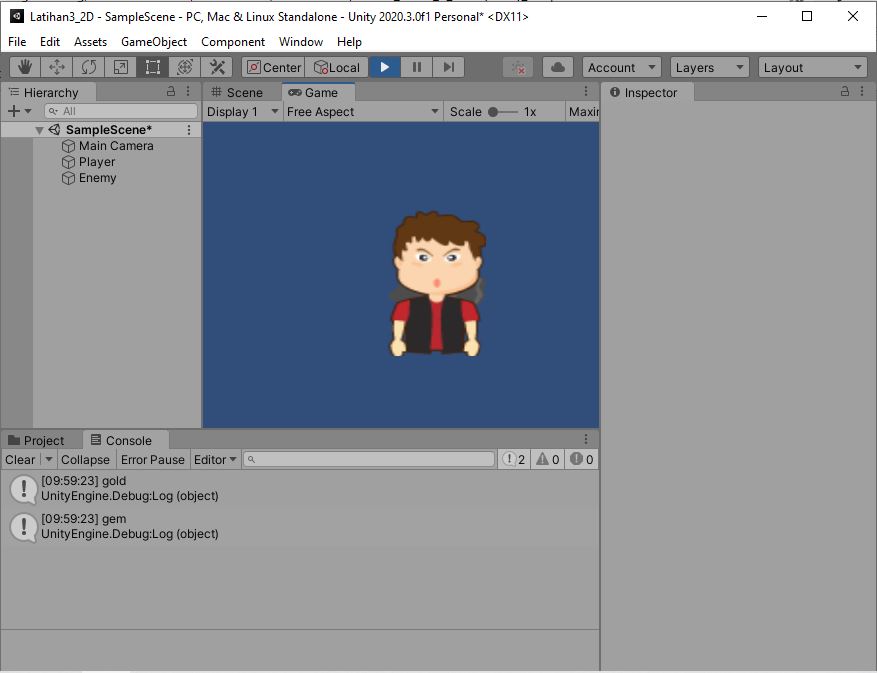 Latihan3_2D - SampleScene - PC, Mac & Linux Standalone - Unity 2020.3.0f1 Personal* <DX11>
File Edit Assets GameObject Component Window Help
Center Local Account Layers Layout
Hierarchy
All
SampleScene*
Main Camera
Player
Enemy
Scene Game
Display 1 Free Aspect Scale 1x Maxin
Inspector
Project Console
Clear Collapse Error Pause Editor 2 0 0
[09:59:23] gold
UnityEngine.Debug:Log (object)
[09:59:23] gem
UnityEngine.Debug:Log (object)